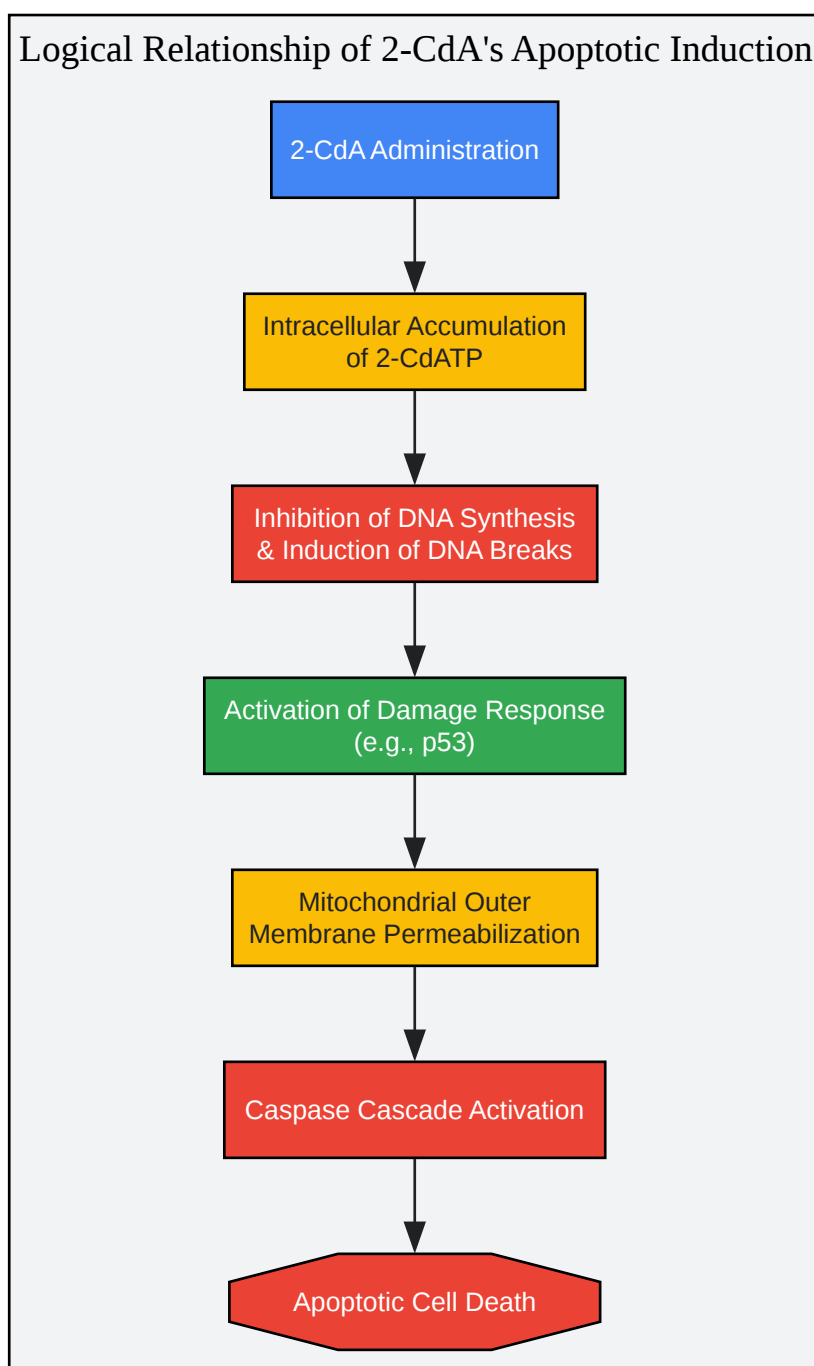 Logical Relationship of 2-CdA's Apoptotic Induction
2-CdA Administration
Intracellular Accumulation
of 2-CdATP
Inhibition of DNA Synthesis
& Induction of DNA Breaks
Activation of Damage Response
(e.g., p53)
Mitochondrial Outer
Membrane Permeabilization
Caspase Cascade Activation
Apoptotic Cell Death